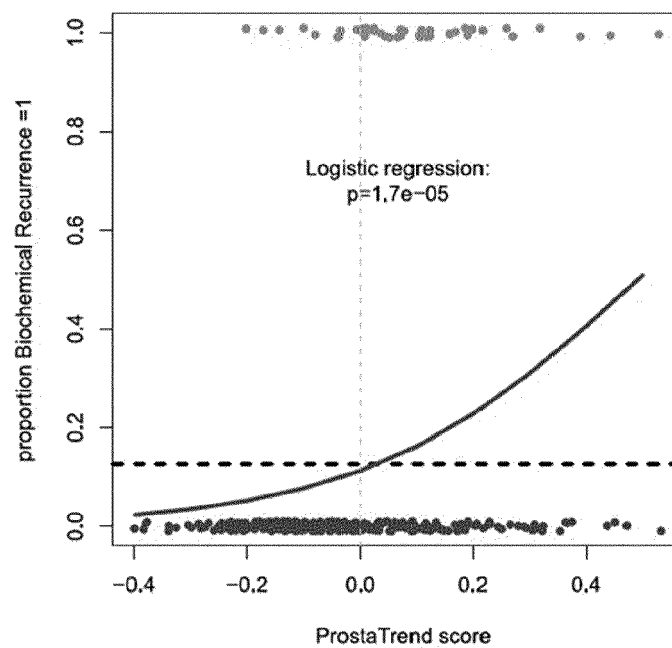 1.0
0.8
0.6
0.4
0.2
0.0
proportion Biochemical Recurrence =1
Logistic regression:
p=1.7e−05
−0.4
−0.2
0.0
0.2
0.4
ProstaTrend score